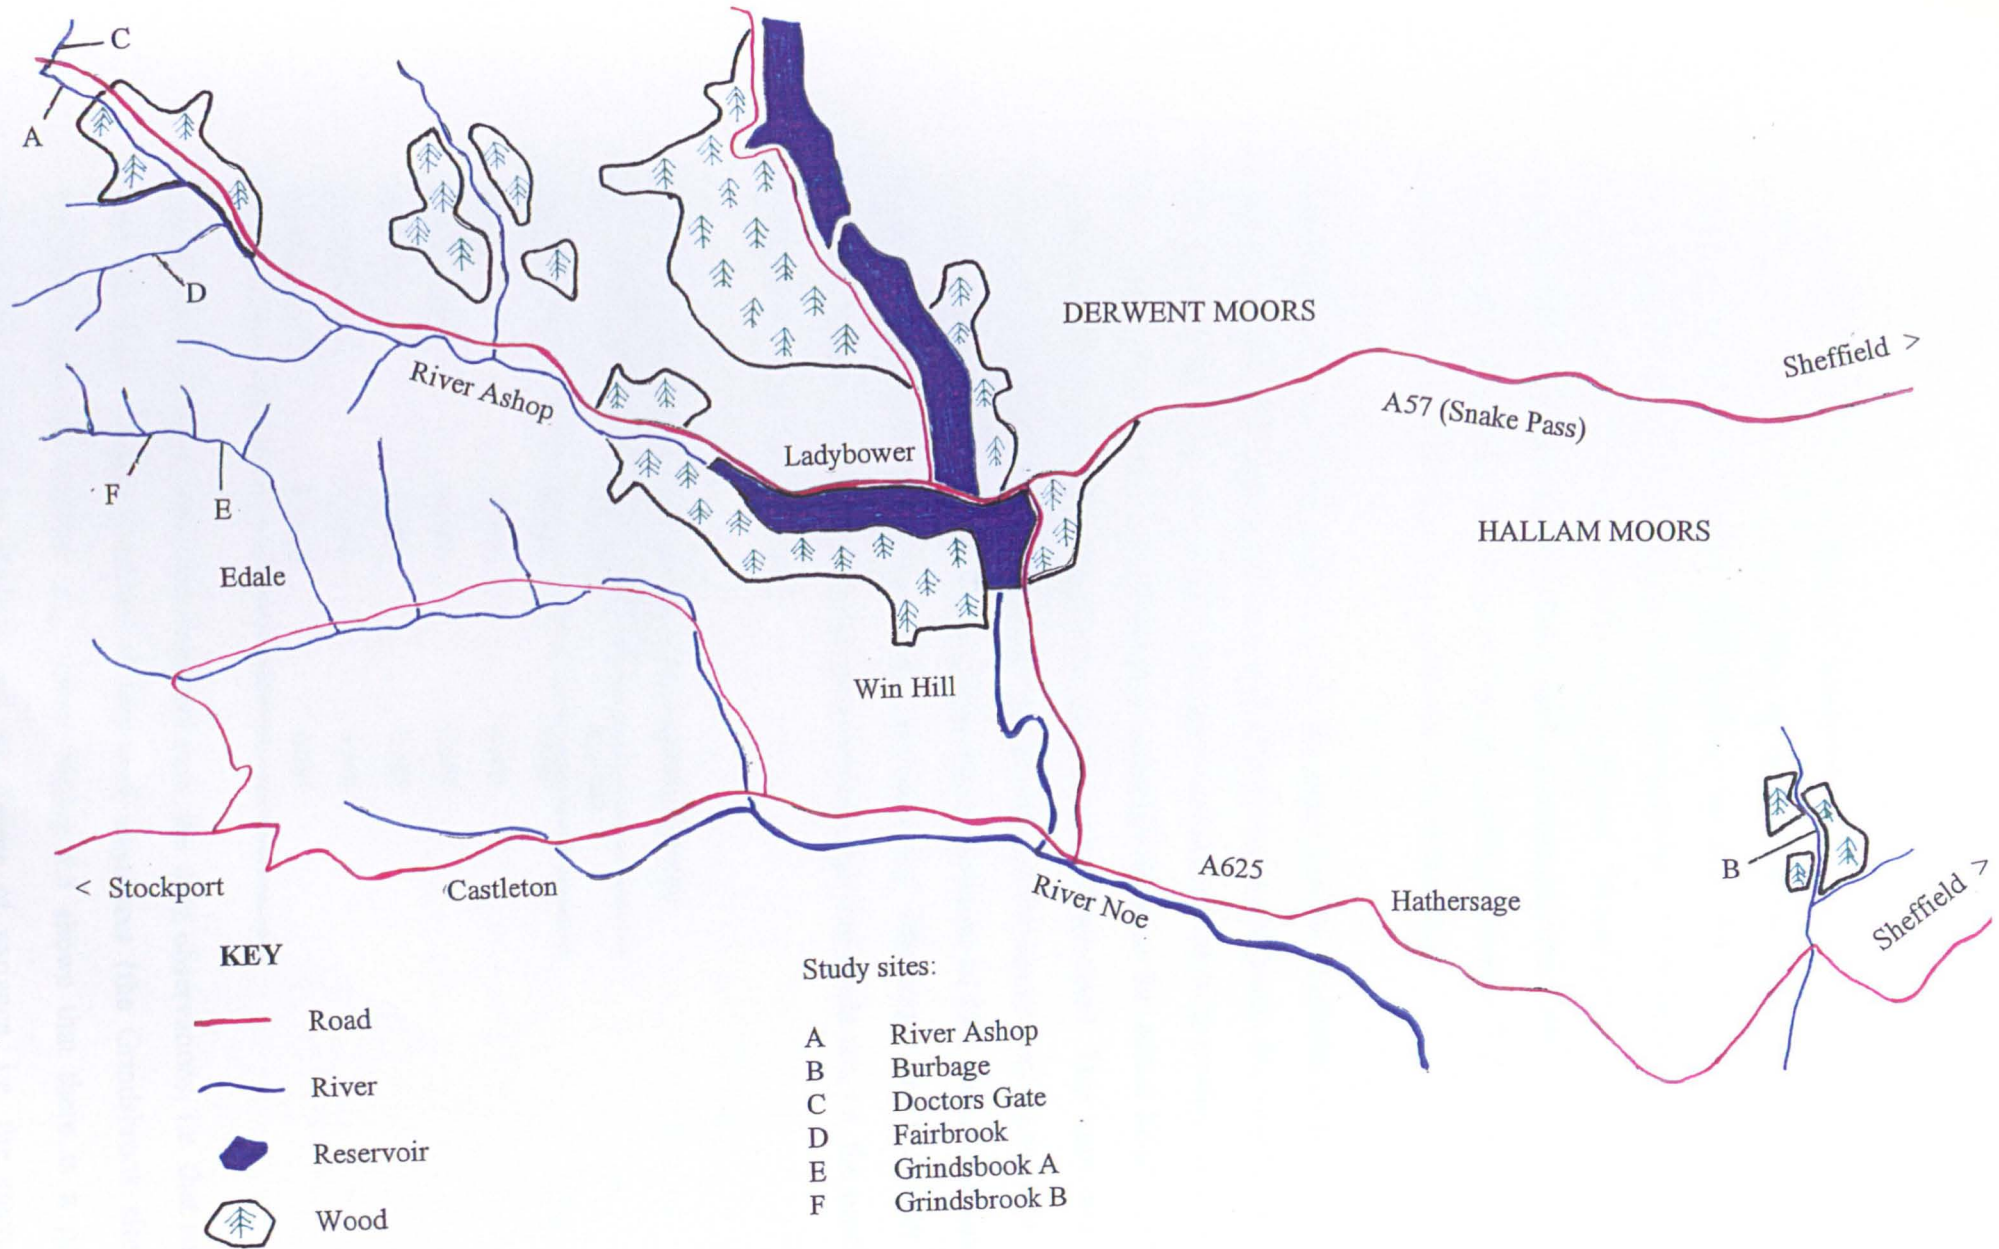 C
A
D
DERWENT MOORS
Sheffield >
A57 (Snake Pass)
River Ashop
Ladybower
F
E
HALLAM MOORS
Edale
Win Hill
B
< Stockport
Castleton
River Noe
A625
Hathersage
Sheffield >
KEY
Road
River
Reservoir
Wood
Study sites:
A River Ashop
B Burbage
C Doctors Gate
D Fairbrook
E Grindsbook A
F Grindsbrook B